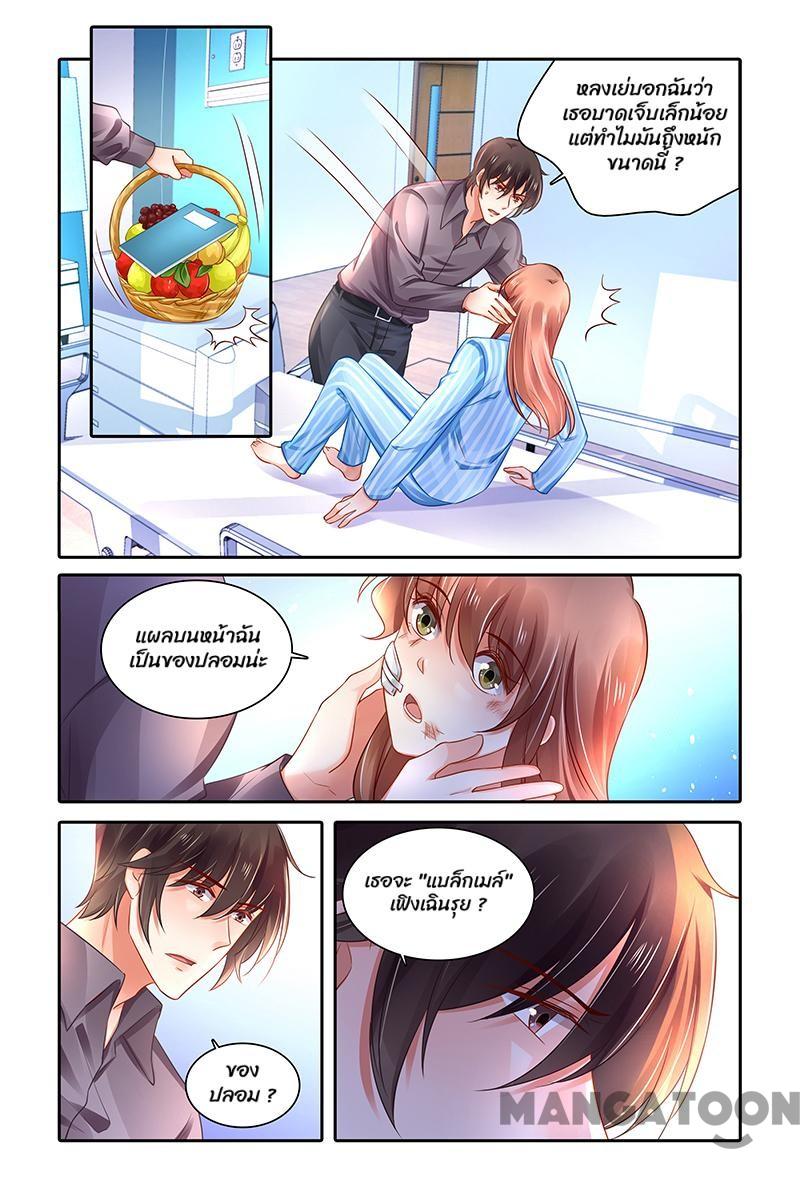 หลงเย่บอกฉันว่า
เธอบาดเจ็บเล็กน้อย
แต่ทำไมมันถึงหนัก
ขนาดนี้ ?
แผลบนหน้าฉัน
เป็นของปลอมน่ะ
ของ
ปลอม ?
เธอจะ "แบล็กเมล์"
เฟิงเฉินรุย ?
MANGATOON